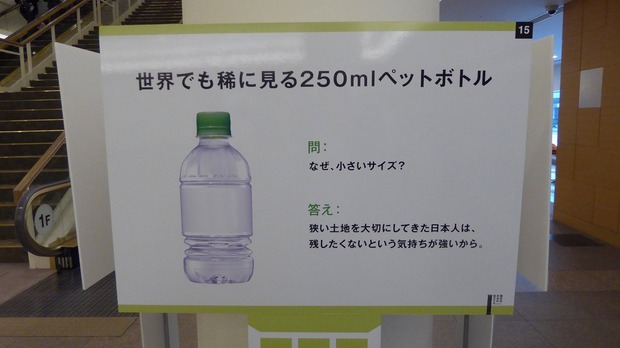 15
世界でも稀に見る250mlペットボトル
問：
なぜ、小さいサイズ？
答え：
狭い土地を大切にしてきた日本人は、
残したくないという気持ちが強いから。
1F